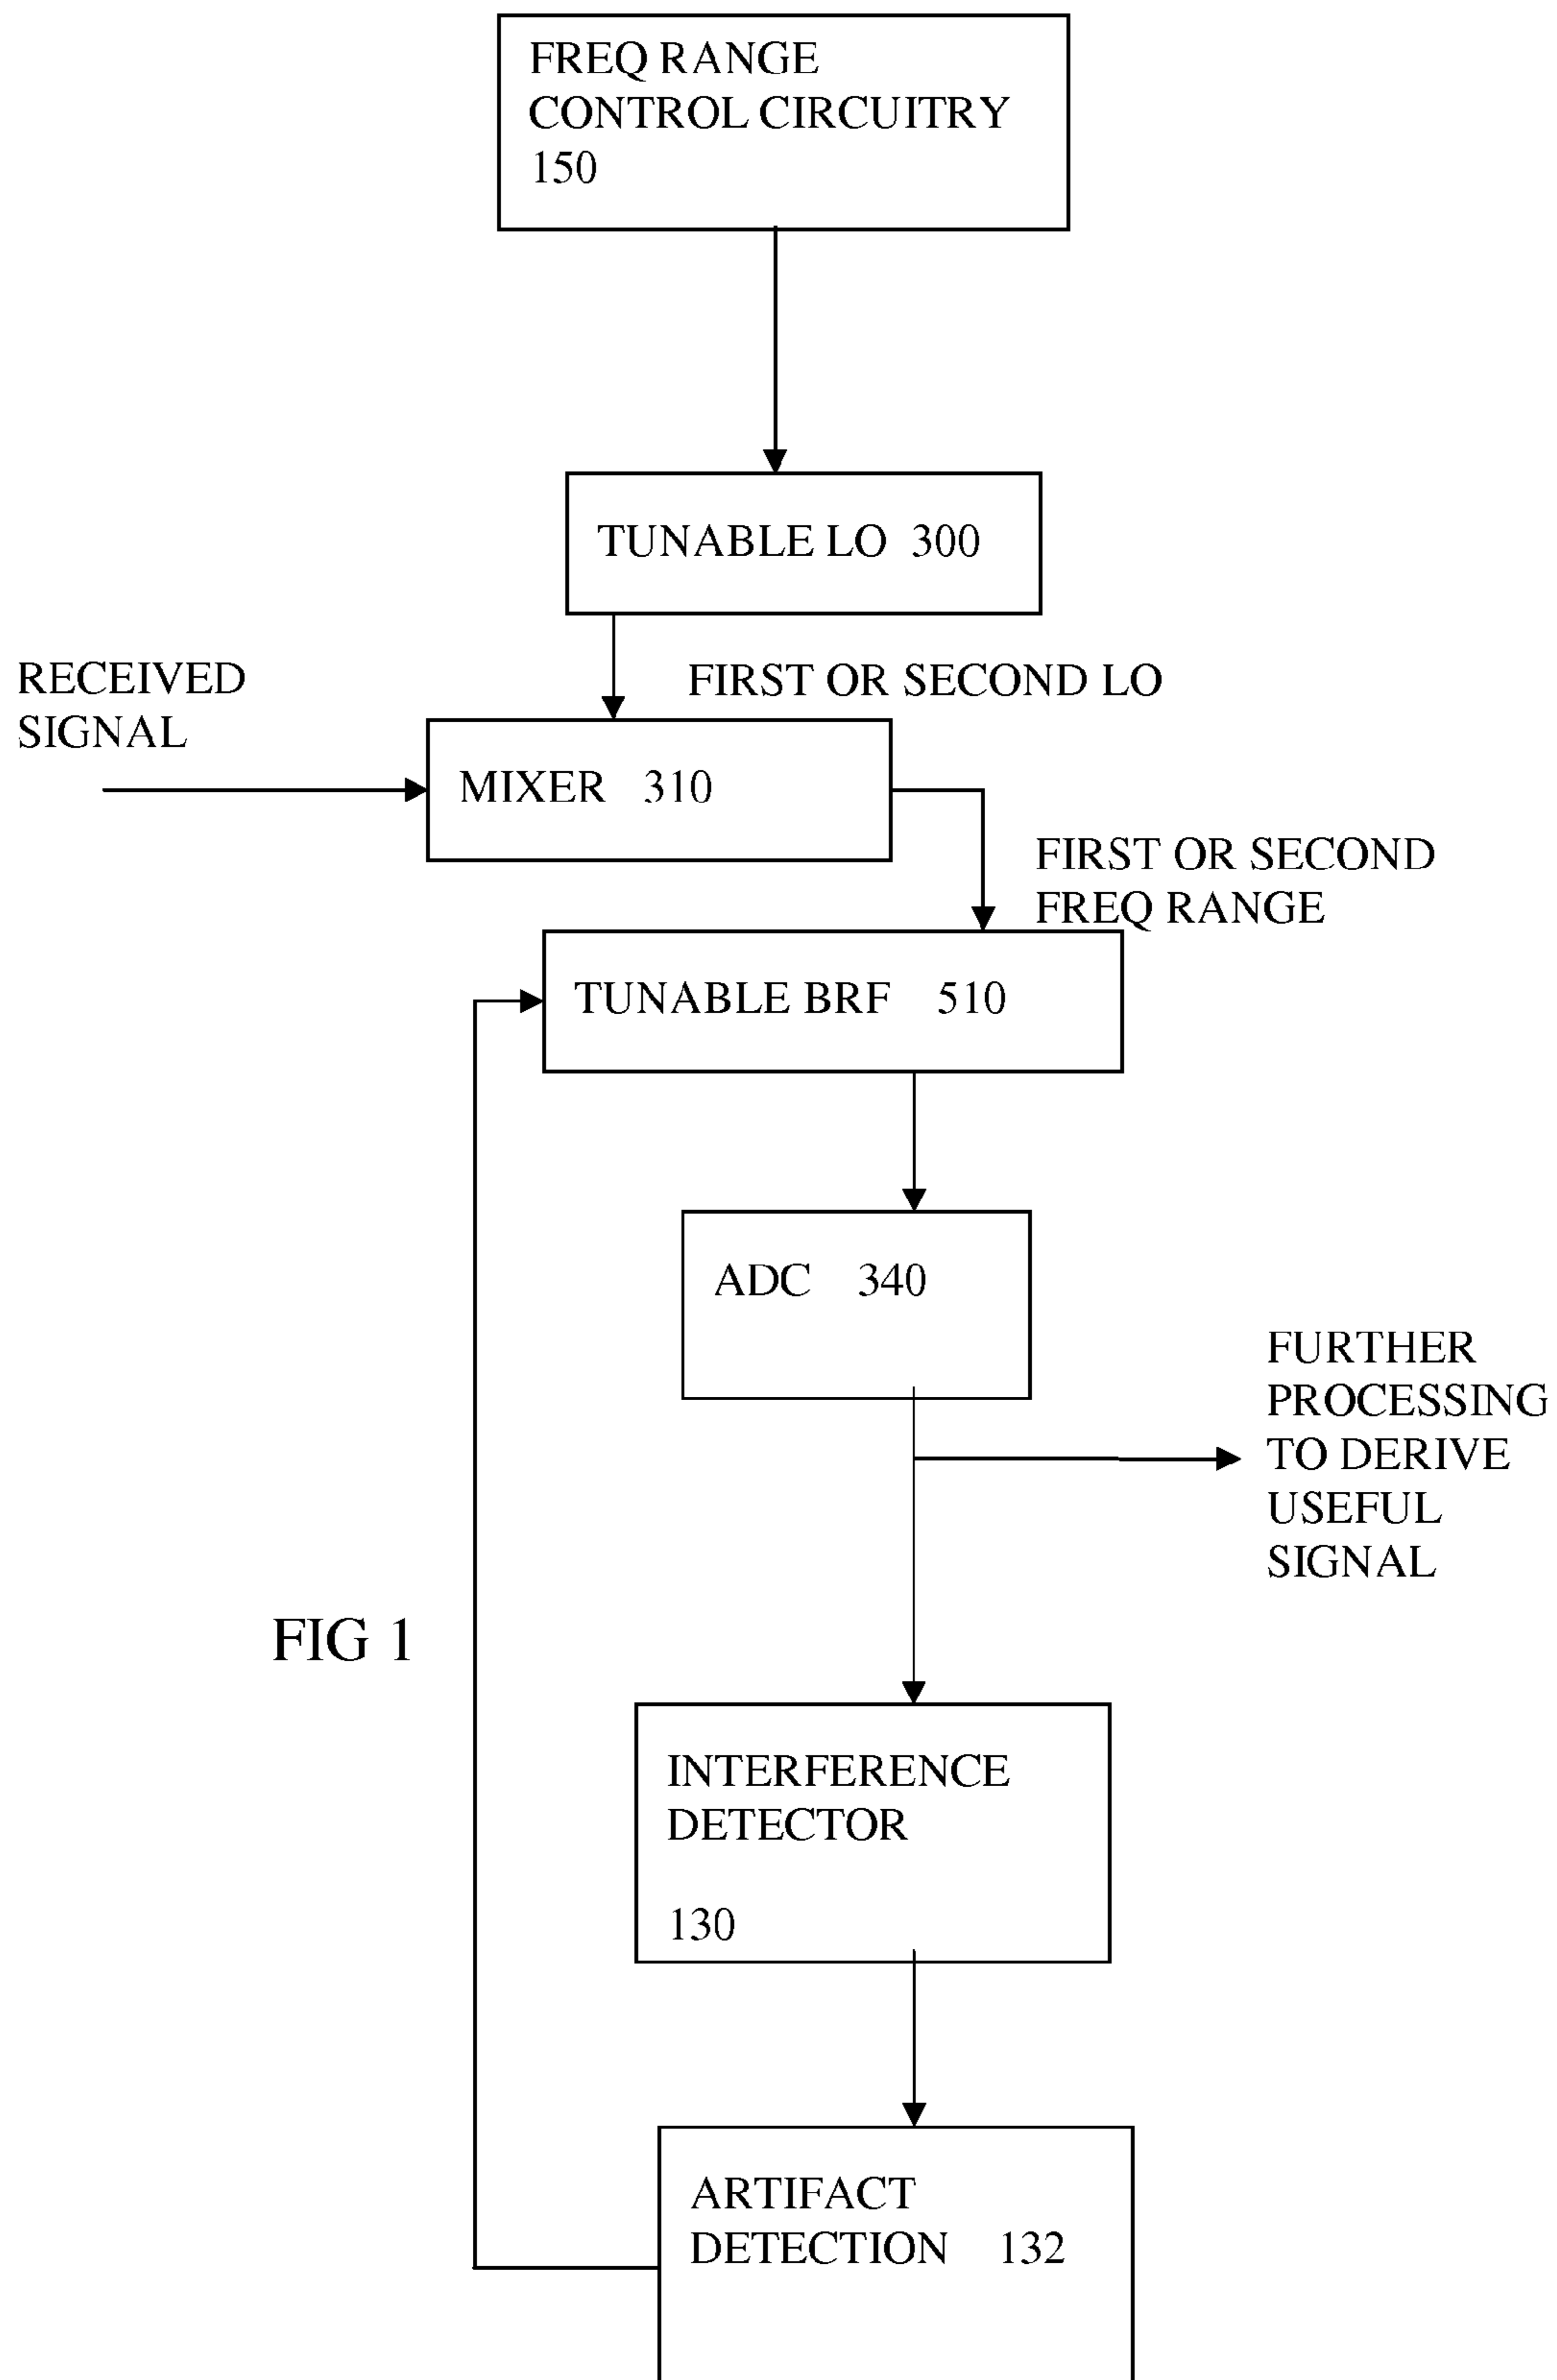 FREQ RANGE
CONTROL CIRCUITRY
150
TUNABLE LO 300
RECEIVED
SIGNAL
FIRST OR SECOND LO
MIXER 310
FIRST OR SECOND
FREQ RANGE
TUNABLE BRF 510
ADC 340
FURTHER
PROCESSING
TO DERIVE
USEFUL
SIGNAL
FIG 1
INTERFERENCE
DETECTOR
130
ARTIFACT
DETECTION 132